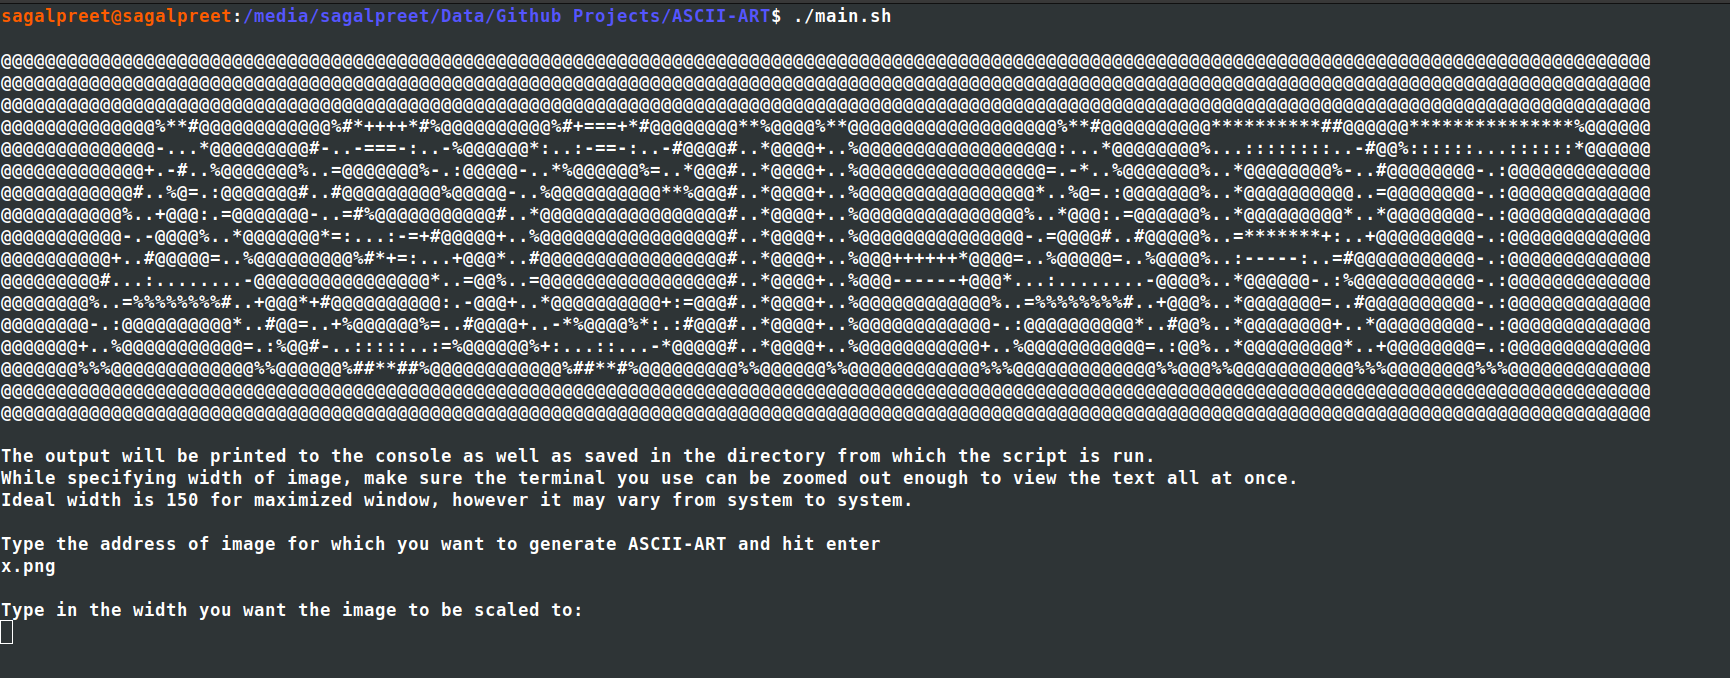 sagalpreet@sagalpreet:/media/sagalpreet/Data/Github Projects/ASCII-ART$ ./main.sh
ASCII-ART
The output will be printed to the console as well as saved in the directory from which the script is run.
While specifying width of image, make sure the terminal you use can be zoomed out enough to view the text all at once.
Ideal width is 150 for maximized window, however it may vary from system to system.
Type the address of image for which you want to generate ASCII-ART and hit enter
x.png
Type in the width you want the image to be scaled to: